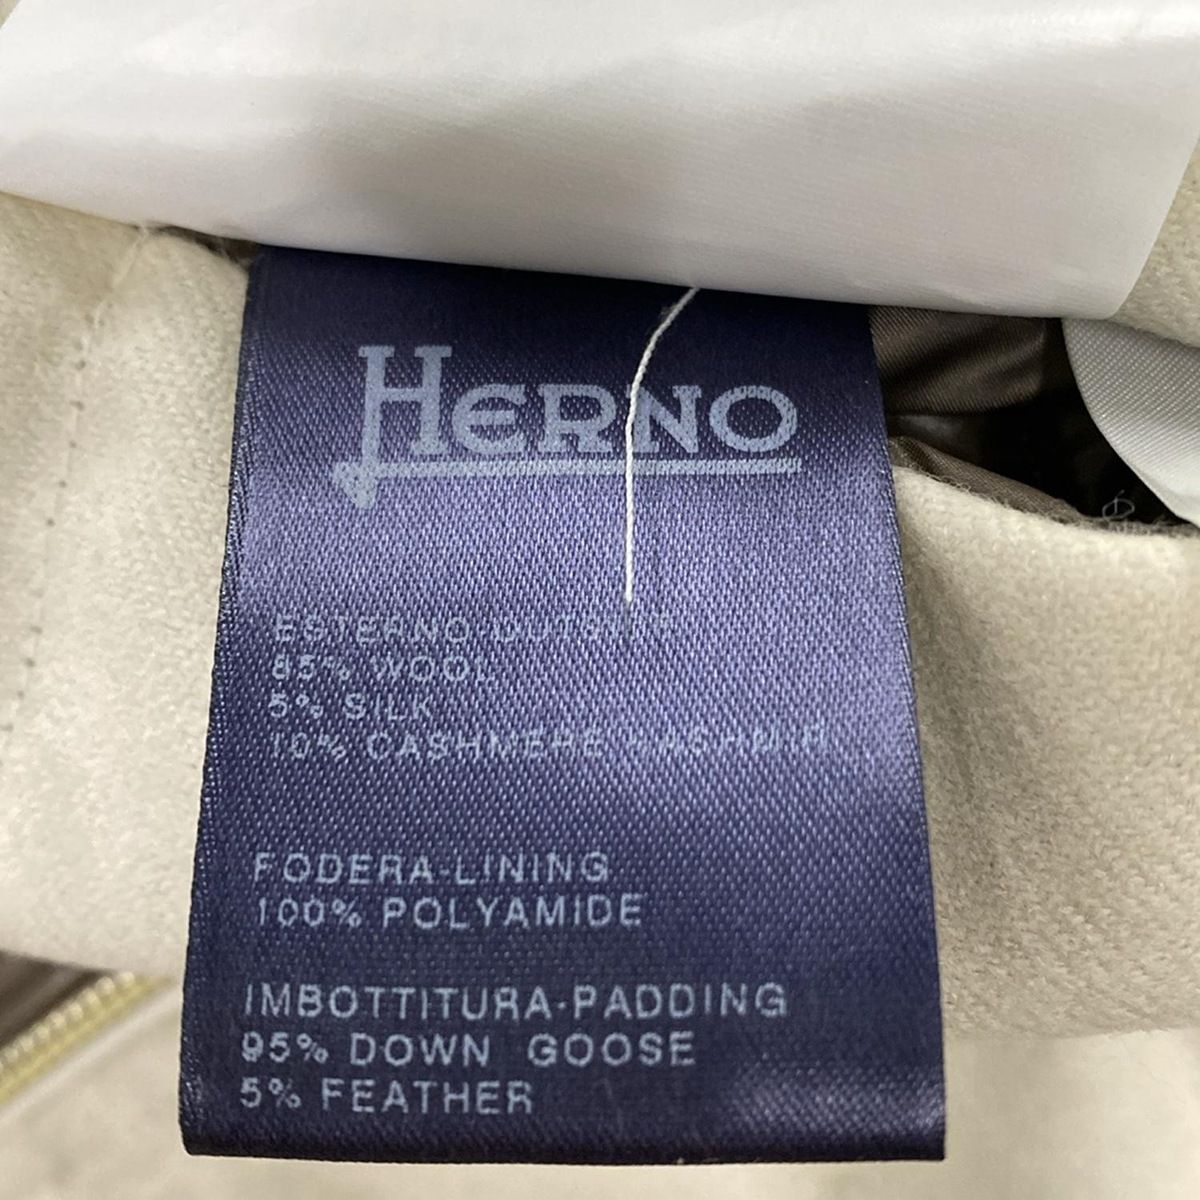 HERNO
ESTERNO-OUTSIDE
85% WOOL
5% SILK
10% CASHMERE KASHMIR
FODERA-LINING
100% POLYAMIDE
IMBOTTITURA-PADDING
95% DOWN GOOSE
5% FEATHER